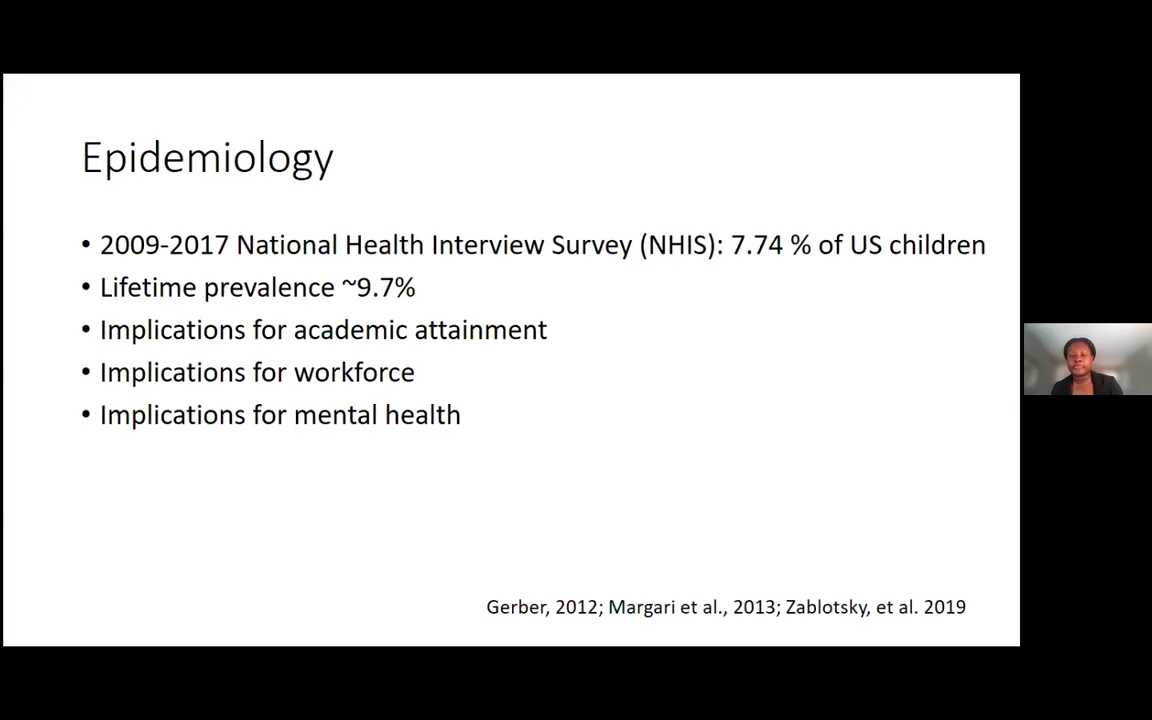 Epidemiology
• 2009-2017 National Health Interview Survey (NHIS): 7.74 % of US children
• Lifetime prevalence ~9.7%
• Implications for academic attainment
• Implications for workforce
• Implications for mental health
Gerber, 2012; Margari et al., 2013; Zablotsky, et al. 2019